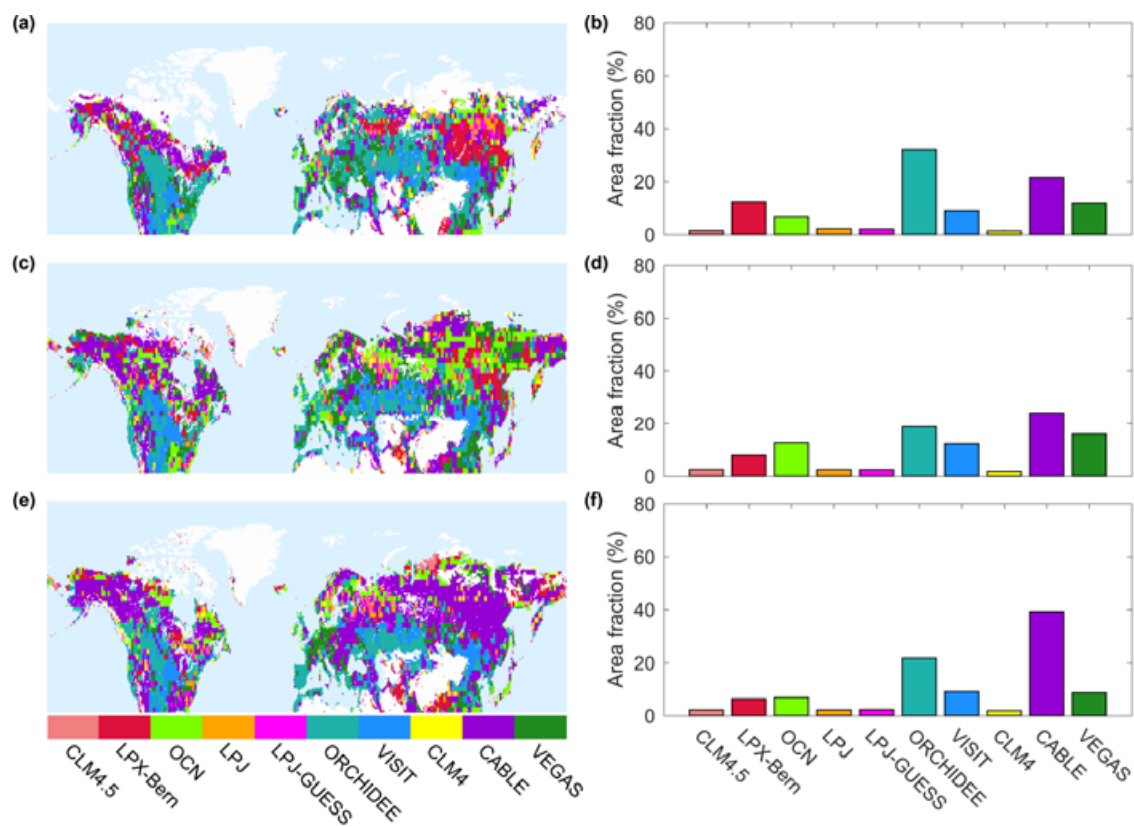 (a)
(b)
80
60
40
20
0
Area fraction (%)
(c)
(d)
80
60
40
20
0
Area fraction (%)
(e)
(f)
80
60
40
20
0
Area fraction (%)
CLM4.5
LPX-Bern
OCN
LPJ
LPJ-GUESS
ORCHIDEE
VISIT
CLM4
CABLE
VEGAS
CLM4.5
LPX-Bern
OCN
LPJ
LPJ-GUESS
ORCHIDEE
VISIT
CLM4
CABLE
VEGAS